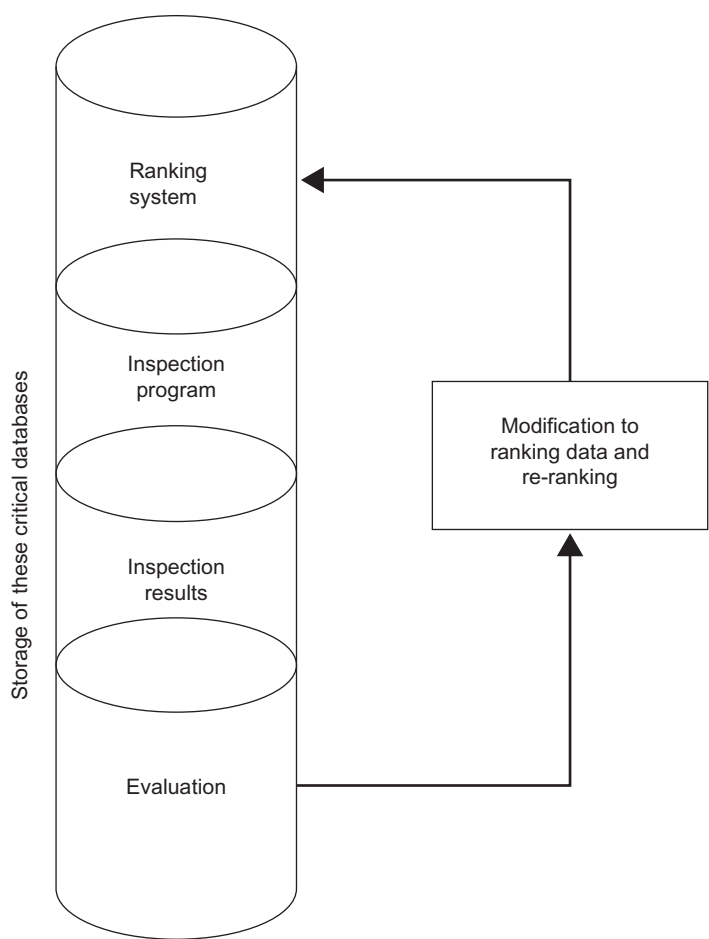 Storage of these critical databases
Ranking
system
Inspection
program
Inspection
results
Evaluation
Modification to
ranking data and
re-ranking